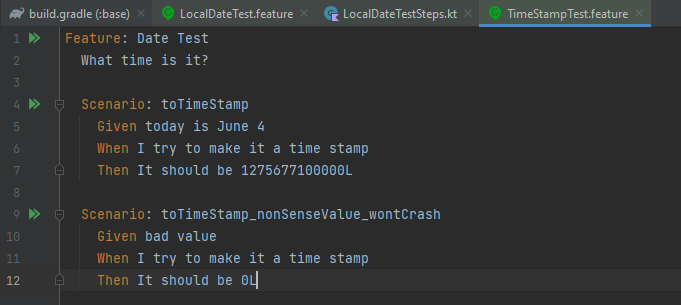 build.gradle (:base) LocalDateTest.feature LocalDateTestSteps.kt TimeStampTest.feature
1 Feature: Date Test
2 What time is it?
3
4 Scenario: toTimeStamp
5 Given today is June 4
6 When I try to make it a time stamp
7 Then It should be 1275677100000L
8
9 Scenario: toTimeStamp_nonSenseValue_wontCrash
10 Given bad value
11 When I try to make it a time stamp
12 Then It should be 0L